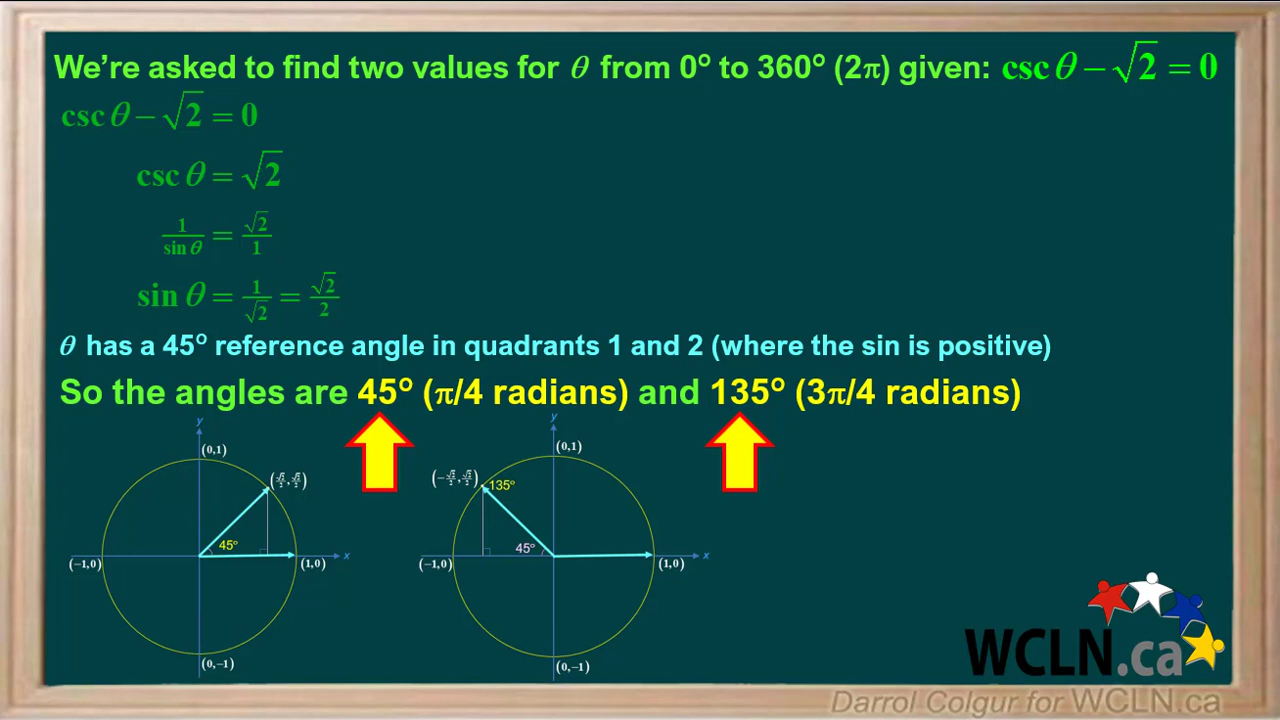 We're asked to find two values for θ from 0° to 360° (2π) given: csc θ − √2 = 0
csc θ − √2 = 0
csc θ = √2
1/sin θ = √2/1
sin θ = 1/√2 = √2/2
θ has a 45° reference angle in quadrants 1 and 2 (where the sin is positive)
So the angles are 45° (π/4 radians) and 135° (3π/4 radians)
y
(0,1)
(√2/2, √2/2)
45°
x
(−1,0)
(1,0)
(0,−1)
y
(0,1)
(−√2/2, √2/2)
135°
45°
x
(−1,0)
(1,0)
(0,−1)
WCLN.ca
Darrol Colgur for WCLN.ca